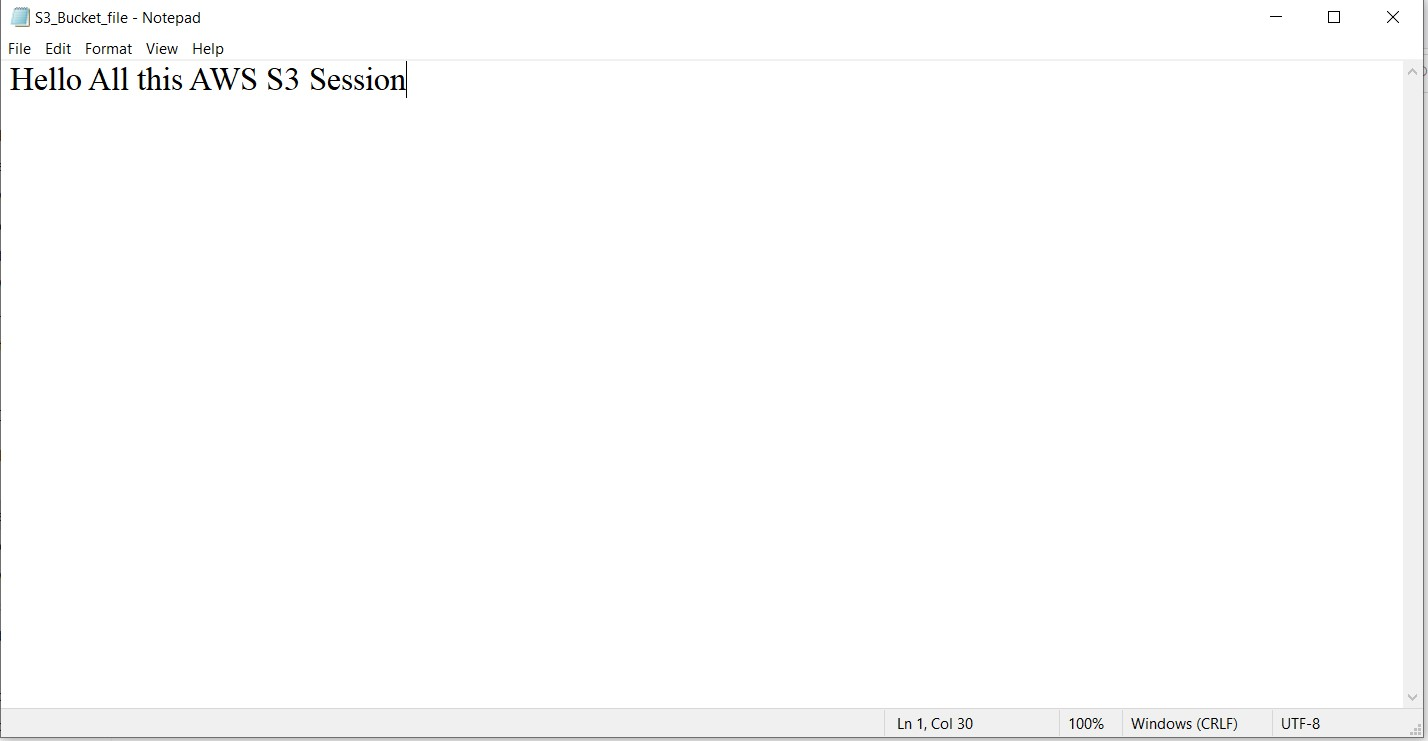 S3_Bucket_file - Notepad
File Edit Format View Help
Hello All this AWS S3 Session
Ln 1, Col 30 100% Windows (CRLF) UTF-8